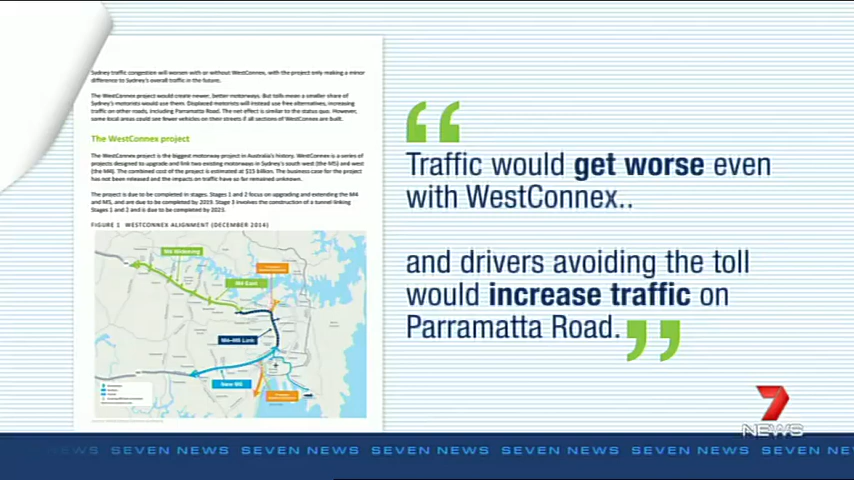 Sydney traffic congestion will worsen with or without WestConnex, with the project only making a minor
difference to Sydney's overall traffic in the future.
The WestConnex project would create newer, better motorways. But tolls mean a smaller share of
Sydney's motorists would use them. Displaced motorists will instead use free alternatives, increasing
traffic on other roads, including Parramatta Road. The net effect is similar to the status quo. However,
some local areas could see fewer vehicles on their streets if all sections of WestConnex are built.
The WestConnex project
The WestConnex project is the biggest motorway project in Australia's history. WestConnex is a series of
projects designed to upgrade and link two existing motorways in Sydney's south west (the M5) and west
(the M4). The combined cost of the project is estimated at $15 billion. The business case for the project
has not been released and the impacts on traffic have so far remained unknown.
The project is due to be completed in stages. Stages 1 and 2 focus on upgrading and extending the M4
and M5, and are due to be completed by 2019. Stage 3 involves the construction of a tunnel linking
Stages 1 and 2 and is due to be completed by 2023.
FIGURE 1 WESTCONNEX ALIGNMENT (DECEMBER 2014)
M4 Widening
M4 East
M4-M5 Link
New M5
“
Traffic would get worse even
with WestConnex..
and drivers avoiding the toll
would increase traffic on
Parramatta Road.”
7
NEWS
SEVEN NEWS SEVEN NEWS SEVEN NEWS SEVEN NEWS SEVEN NEWS SEVEN NE